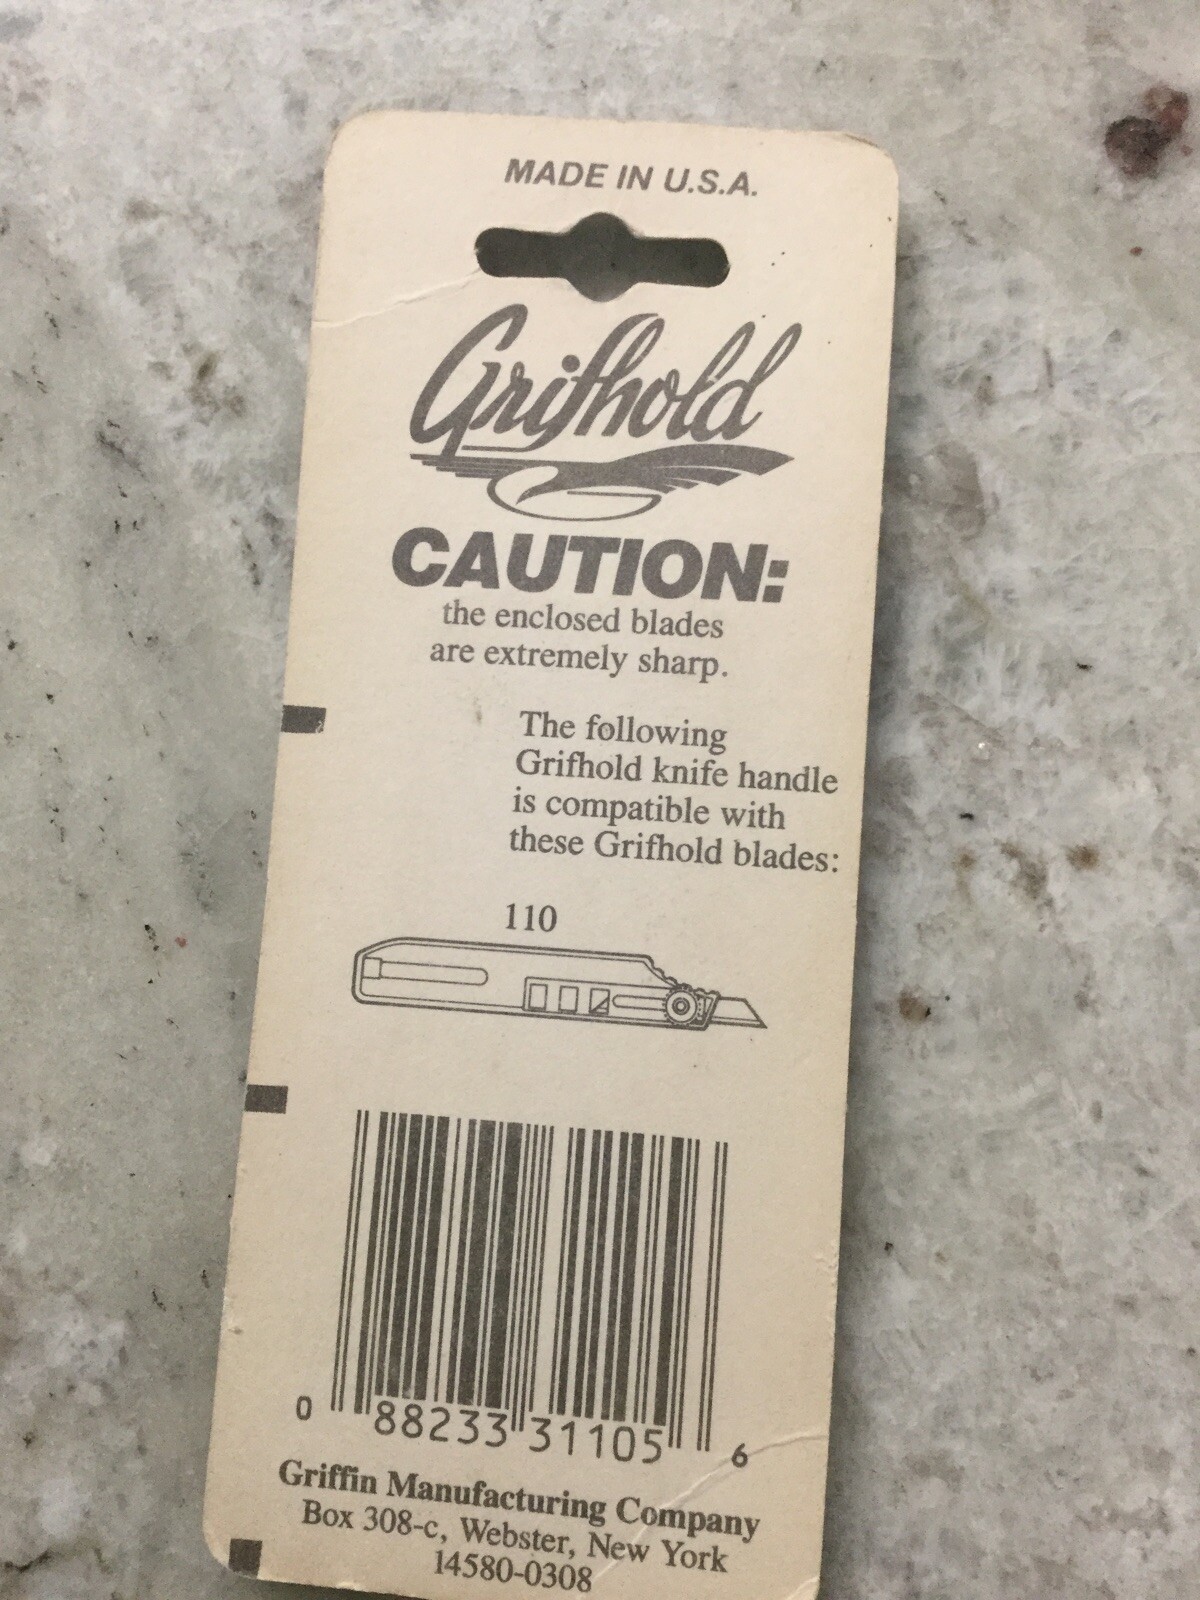 MADE IN U.S.A.
Grifhold
CAUTION:
the enclosed blades
are extremely sharp.
The following
Grifhold knife handle
is compatible with
these Grifhold blades:
110
0 88233 31105 6
Griffin Manufacturing Company
Box 308-c, Webster, New York
14580-0308